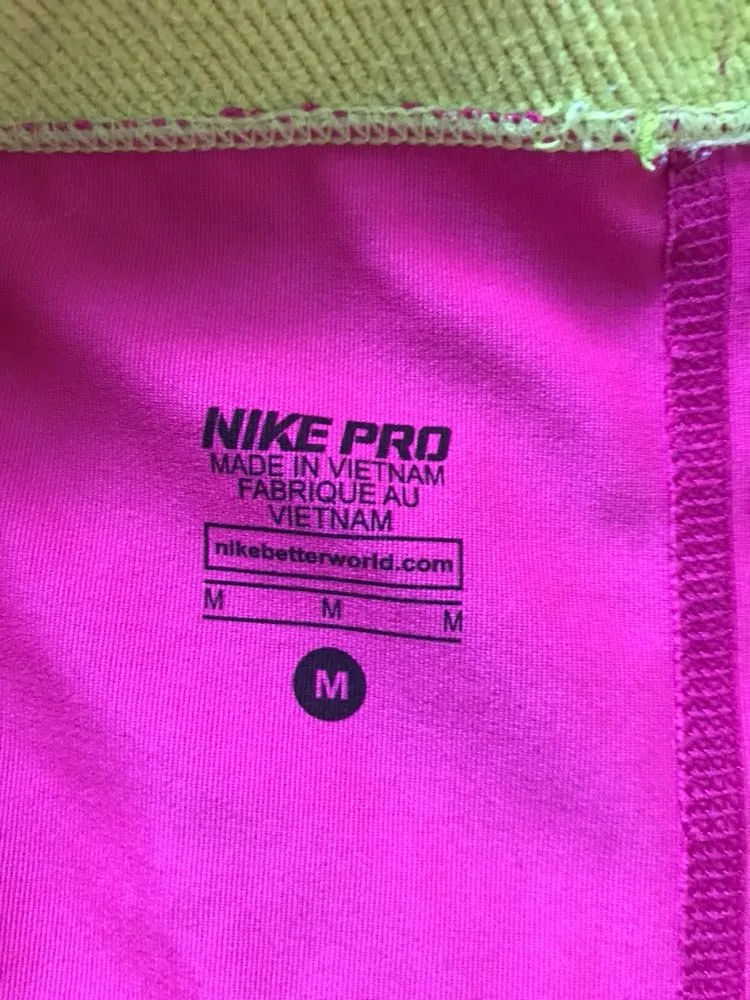 NIKE PRO
MADE IN VIETNAM
FABRIQUE AU
VIETNAM
nikebetterworld.com
M M M
M